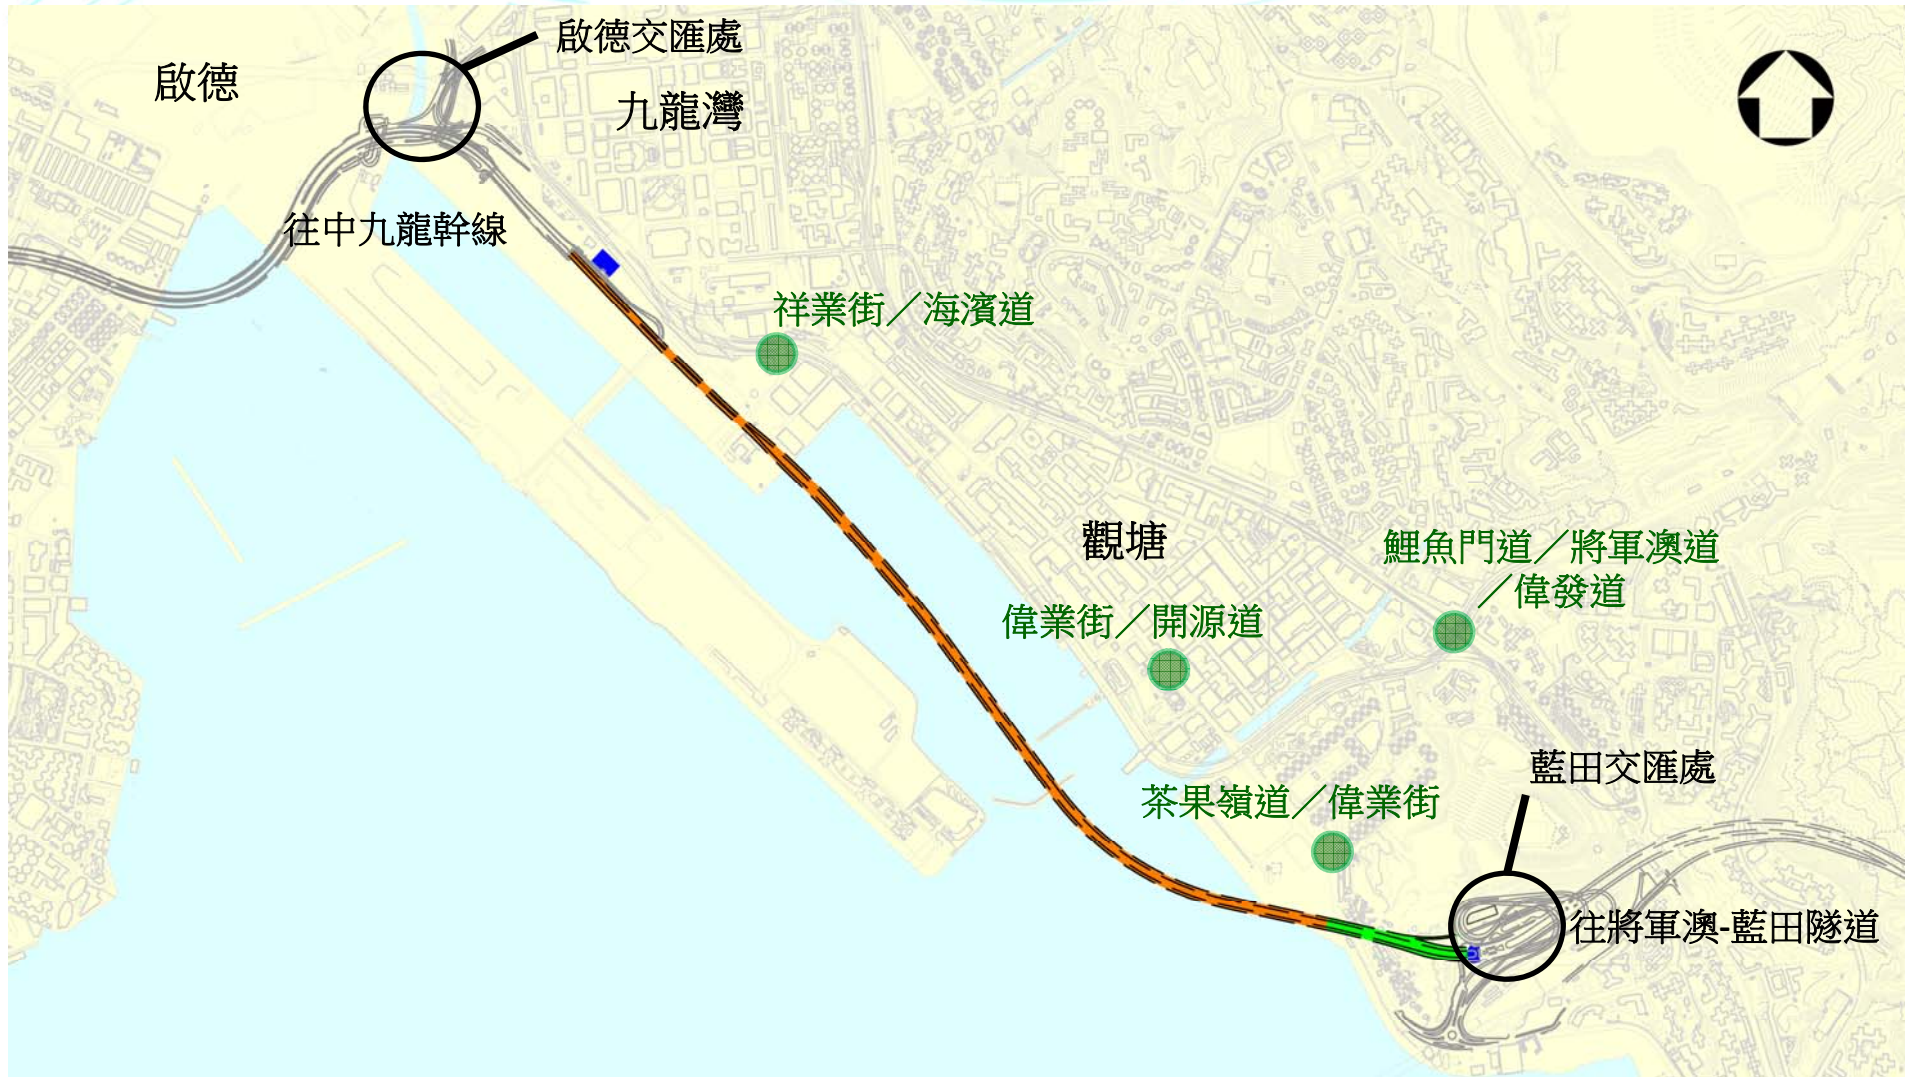 啟德交匯處
啟德
九龍灣
往中九龍幹線
祥業街／海濱道
觀塘
鯉魚門道／將軍澳道
／偉發道
偉業街／開源道
藍田交匯處
茶果嶺道／偉業街
往將軍澳-藍田隧道